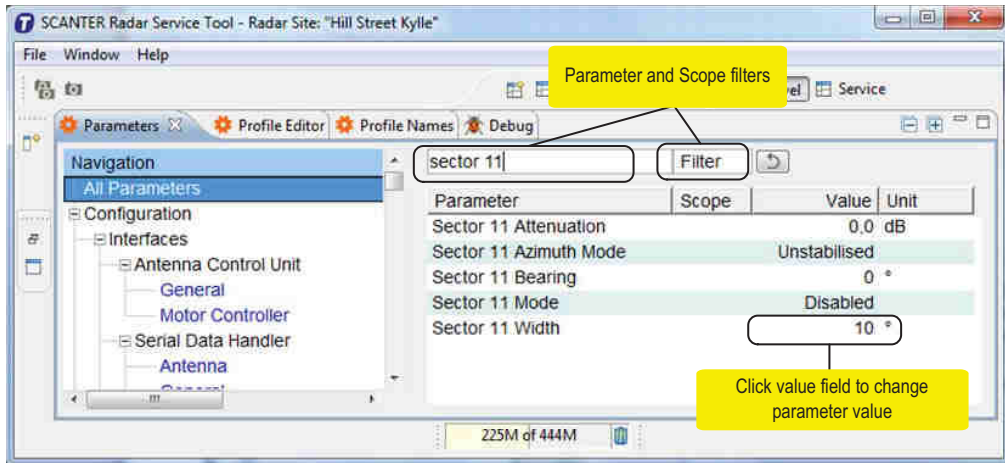 SCANTER Radar Service Tool - Radar Site: "Hill Street Kylle"
File Window Help
Parameter and Scope filters
Service
Parameters Profile Editor Profile Names Debug
Navigation
All Parameters
Configuration
Interfaces
Antenna Control Unit
General
Motor Controller
Serial Data Handler
Antenna
sector 11 Filter
Parameter Scope Value Unit
Sector 11 Attenuation 0,0 dB
Sector 11 Azimuth Mode Unstabilised
Sector 11 Bearing 0 °
Sector 11 Mode Disabled
Sector 11 Width 10 °
Click value field to change
parameter value
225M of 444M